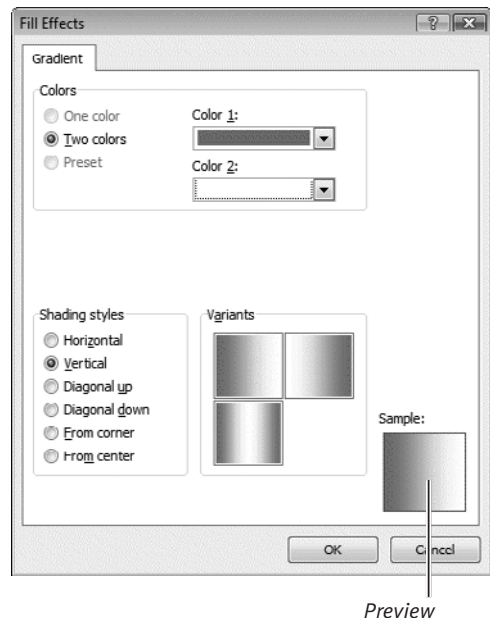 Fill Effects
Gradient
Colors
One color
Two colors
Preset
Color 1:
Color 2:
Shading styles
Horizontal
Vertical
Diagonal up
Diagonal down
From corner
From center
Variants
Sample:
OK
Cancel
Preview